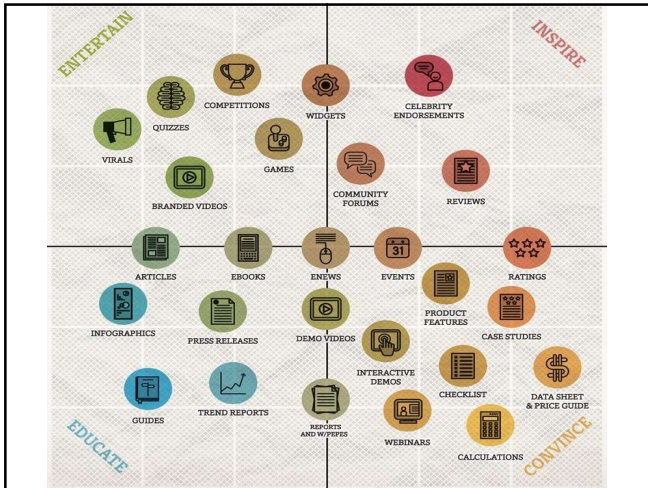 ENTERTAIN
INSPIRE
COMPETITIONS
QUIZZES
WIDGETS
CELEBRITY
ENDORSEMENTS
VIRALS
GAMES
BRANDED VIDEOS
COMMUNITY
FORUMS
REVIEWS
ARTICLES
EBOOKS
ENEWS
31
EVENTS
RATINGS
INFOGRAPHICS
PRESS RELEASES
DEMO VIDEOS
PRODUCT
FEATURES
CASE STUDIES
GUIDES
TREND REPORTS
INTERACTIVE
DEMOS
CHECKLIST
DATA SHEET
& PRICE GUIDE
REPORTS
AND W/PEPES
WEBINARS
CALCULATIONS
EDUCATE
CONVINCE